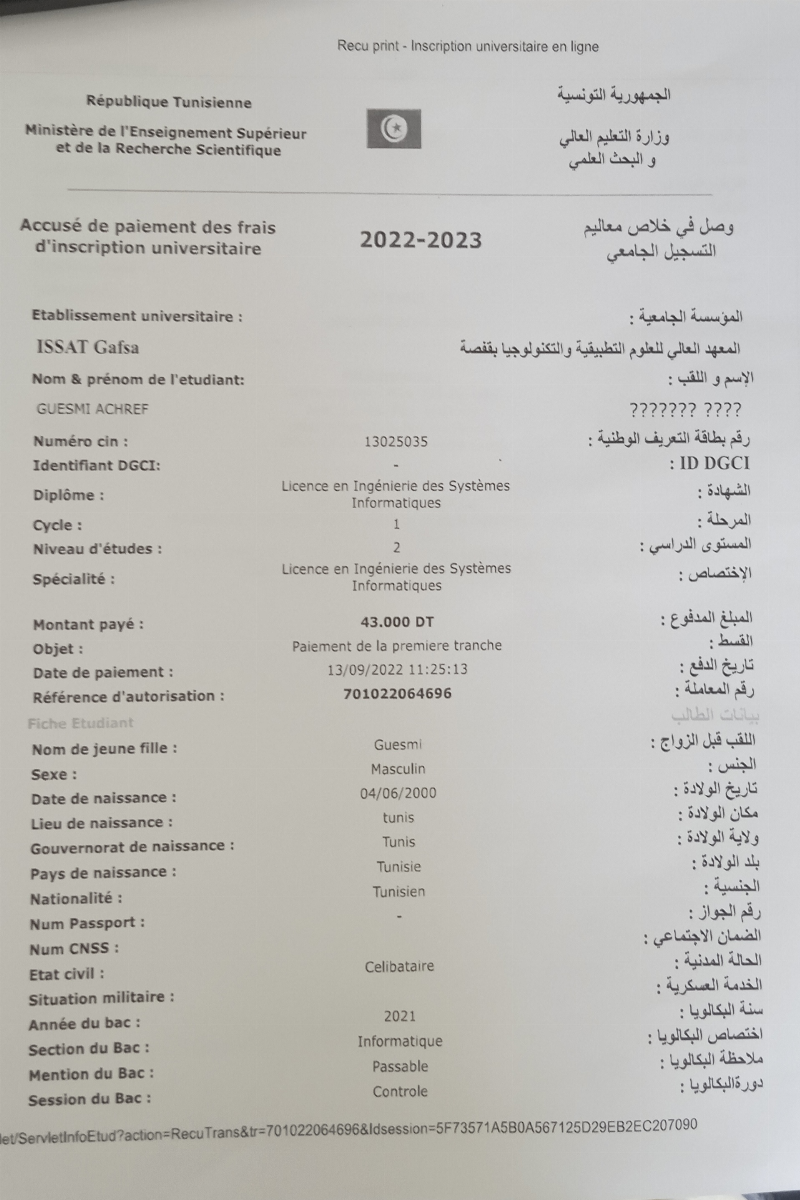 Recu print - Inscription universitaire en ligne
République Tunisienne
الجمهورية التونسية
Ministère de l'Enseignement Supérieur
et de la Recherche Scientifique
وزارة التعليم العالي
و البحث العلمي
Accusé de paiement des frais
d'inscription universitaire
2022-2023
وصل في خلاص معاليم
التسجيل الجامعي
Etablissement universitaire :
المؤسسة الجامعية :
ISSAT Gafsa
المعهد العالي للعلوم التطبيقية والتكنولوجيا بقفصة
Nom & prénom de l'etudiant:
الإسم و اللقب :
GUESMI ACHREF
??????? ????
Numéro cin : 13025035 رقم بطاقة التعريف الوطنية :
Identifiant DGCI: - ID DGCI :
Diplôme : Licence en Ingénierie des Systèmes Informatiques الشهادة :
Cycle : 1 المرحلة :
Niveau d'études : 2 المستوى الدراسي :
Spécialité : Licence en Ingénierie des Systèmes Informatiques الإختصاص :
Montant payé : 43.000 DT المبلغ المدفوع :
Objet : Paiement de la premiere tranche القسط :
Date de paiement : 13/09/2022 11:25:13 تاريخ الدفع :
Référence d'autorisation : 701022064696 رقم المعاملة :
Fiche Etudiant بيانات الطالب
Nom de jeune fille : Guesmi اللقب قبل الزواج :
Sexe : Masculin الجنس :
Date de naissance : 04/06/2000 تاريخ الولادة :
Lieu de naissance : tunis مكان الولادة :
Gouvernorat de naissance : Tunis ولاية الولادة :
Pays de naissance : Tunisie بلد الولادة :
Nationalité : Tunisien الجنسية :
Num Passport : - رقم الجواز :
Num CNSS : الضمان الاجتماعي :
Etat civil : Celibataire الحالة المدنية :
Situation militaire : الخدمة العسكرية :
Année du bac : 2021 سنة البكالويا :
Section du Bac : Informatique اختصاص البكالويا :
Mention du Bac : Passable ملاحظة البكالويا :
Session du Bac : Controle دورةالبكالويا :
let/ServletInfoEtud?action=RecuTrans&tr=701022064696&Idsession=5F73571A5B0A567125D29EB2EC207090